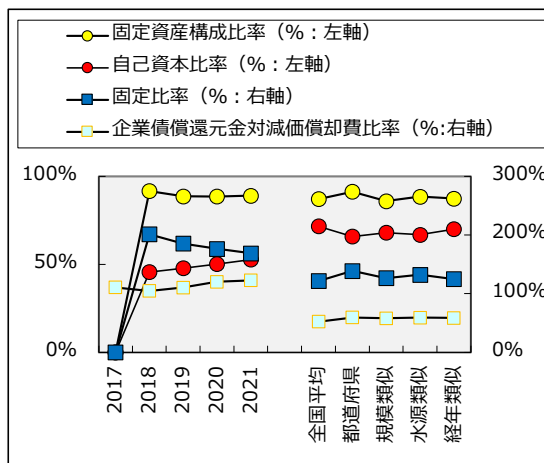 固定資産構成比率（%：左軸）
自己資本比率（%：左軸）
固定比率（%：右軸）
企業債償還元金対減価償却費比率（%:右軸）
100%
300%
200%
50%
100%
0%
0%
2017
2018
2019
2020
2021
全国平均
都道府県
規模類似
水源類似
経年類似